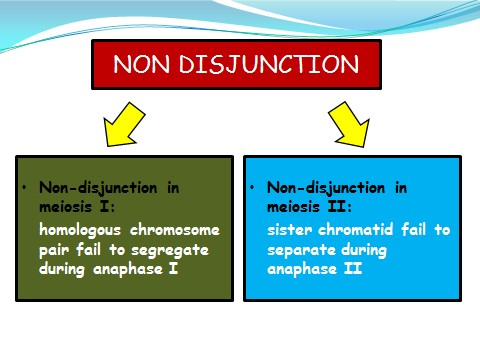 NON DISJUNCTION
• Non-disjunction in
meiosis I:
homologous chromosome
pair fail to segregate
during anaphase I
• Non-disjunction in
meiosis II:
sister chromatid fail to
separate during
anaphase II